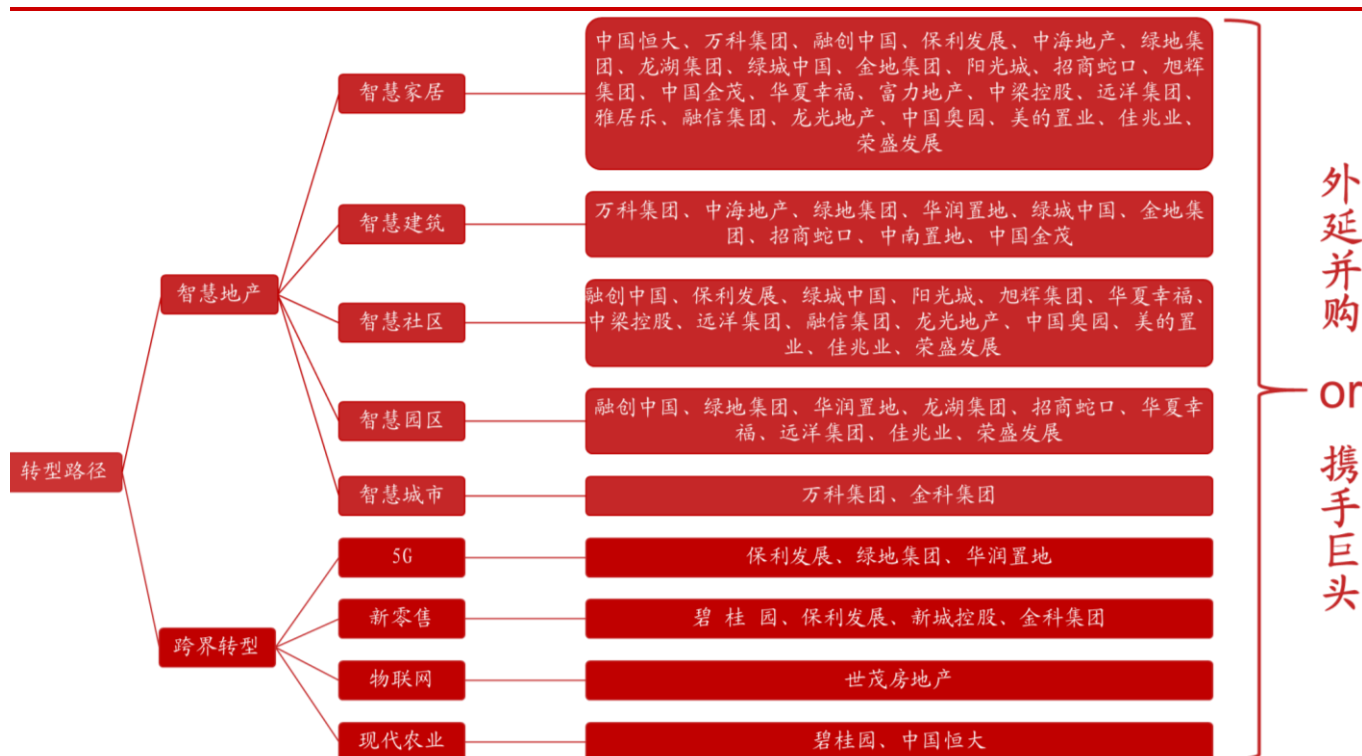 转型路径
智慧地产
智慧家居
中国恒大、万科集团、融创中国、保利发展、中海地产、绿地集
团、龙湖集团、绿城中国、金地集团、阳光城、招商蛇口、旭辉
集团、中国金茂、华夏幸福、富力地产、中梁控股、远洋集团、
雅居乐、融信集团、龙光地产、中国奥园、美的置业、佳兆业、
荣盛发展
智慧建筑
万科集团、中海地产、绿地集团、华润置地、绿城中国、金地集
团、招商蛇口、中南置地、中国金茂
智慧社区
融创中国、保利发展、绿城中国、阳光城、旭辉集团、华夏幸福、
中梁控股、远洋集团、融信集团、龙光地产、中国奥园、美的置
业、佳兆业、荣盛发展
智慧园区
融创中国、绿地集团、华润置地、龙湖集团、招商蛇口、华夏幸
福、远洋集团、佳兆业、荣盛发展
智慧城市
万科集团、金科集团
跨界转型
5G
保利发展、绿地集团、华润置地
新零售
碧 桂 园、保利发展、新城控股、金科集团
物联网
世茂房地产
现代农业
碧桂园、中国恒大
外延并购
or
携手巨头